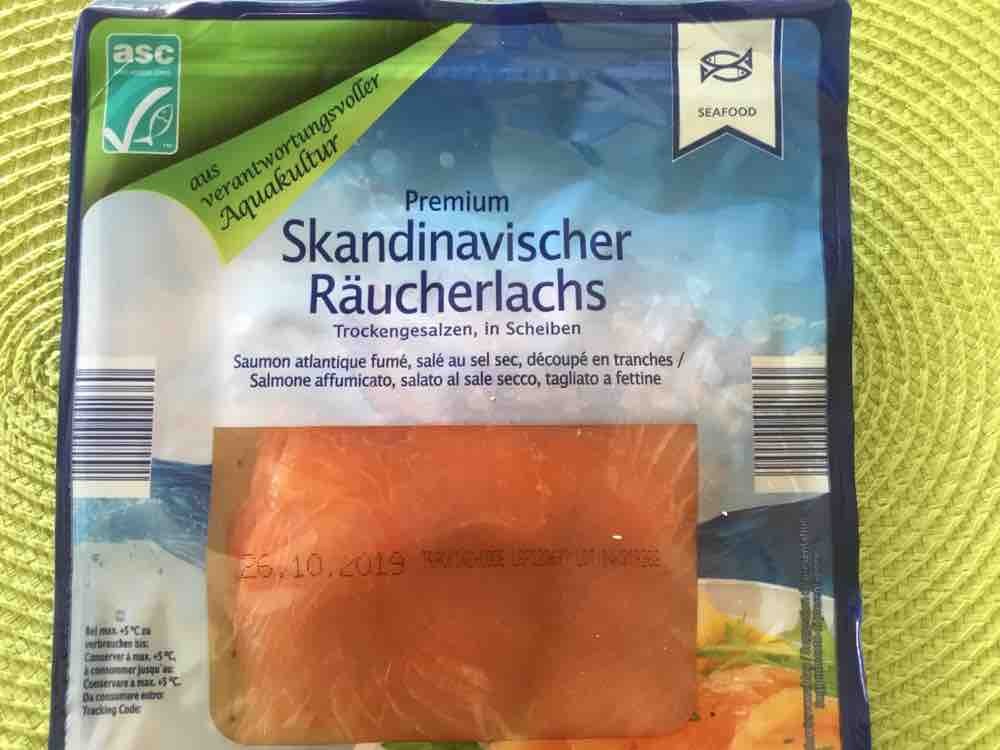 asc
SEAFOOD
aus
verantwortungsvoller
Aquakultur
Premium
Skandinavischer
Räucherlachs
Trockengesalzen, in Scheiben
Saumon atlantique fumé, salé au sel sec, découpé en tranches /
Salmone affumicato, salato al sale secco, tagliato a fettine
26.10.2019
Bei max. +5 °C zu
verbrauchen bis:
Conserver à max. +5 °C,
à consommer jusqu'au:
Conservare a max. +5 °C.
Da consumare entro:
Tracking Code: